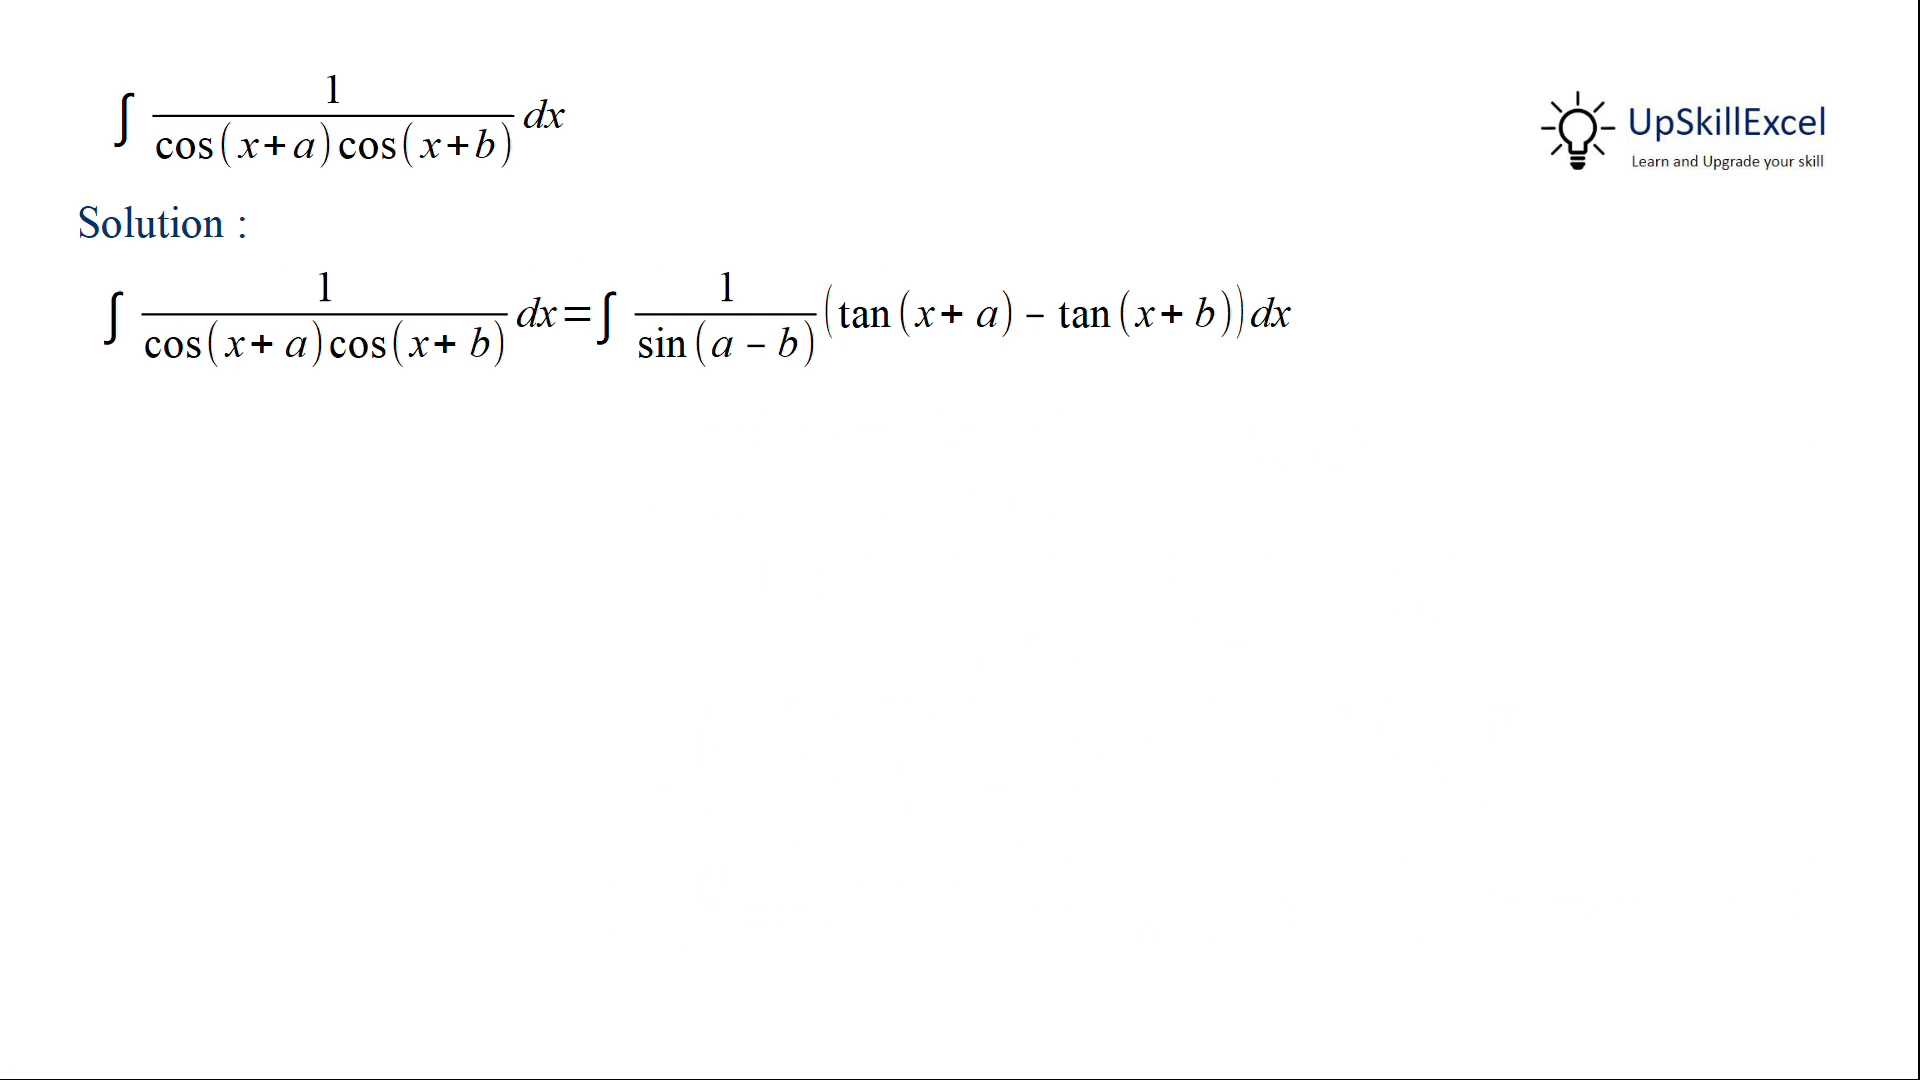 ∫ 1/(cos(x+a)cos(x+b)) dx
UpSkillExcel
Learn and Upgrade your skill
Solution :
∫ 1/(cos(x+a)cos(x+b)) dx = ∫ 1/(sin(a−b)) (tan(x+a)−tan(x+b))dx